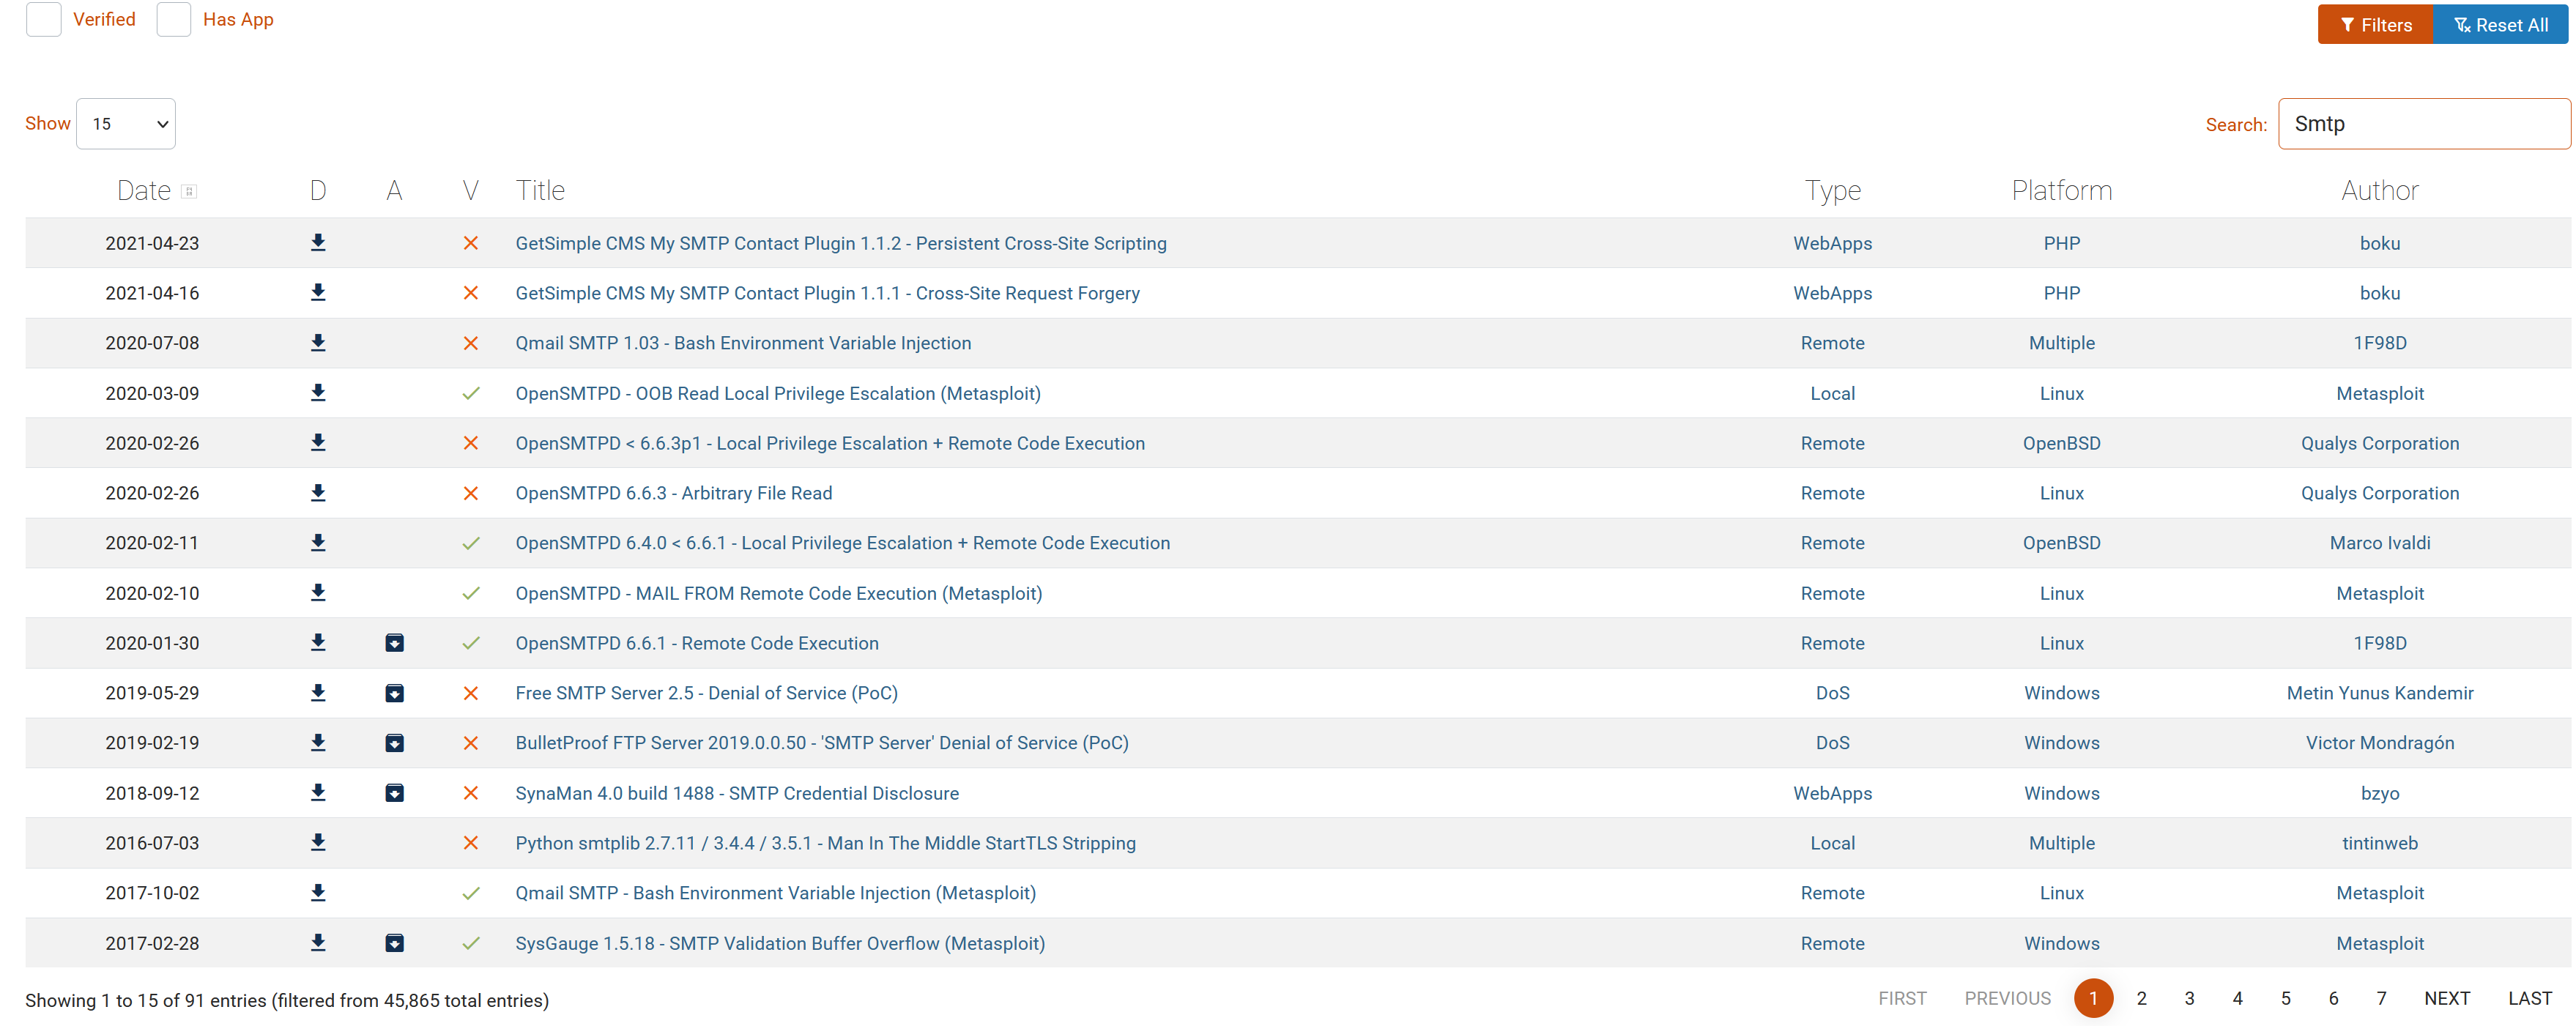 Verified Has App Filters Reset All
Show 15 Search: Smtp
Date D A V Title Type Platform Author
2021-04-23 GetSimple CMS My SMTP Contact Plugin 1.1.2 - Persistent Cross-Site Scripting WebApps PHP boku
2021-04-16 GetSimple CMS My SMTP Contact Plugin 1.1.1 - Cross-Site Request Forgery WebApps PHP boku
2020-07-08 Qmail SMTP 1.03 - Bash Environment Variable Injection Remote Multiple 1F98D
2020-03-09 OpenSMTPD - OOB Read Local Privilege Escalation (Metasploit) Local Linux Metasploit
2020-02-26 OpenSMTPD < 6.6.3p1 - Local Privilege Escalation + Remote Code Execution Remote OpenBSD Qualys Corporation
2020-02-26 OpenSMTPD 6.6.3 - Arbitrary File Read Remote Linux Qualys Corporation
2020-02-11 OpenSMTPD 6.4.0 < 6.6.1 - Local Privilege Escalation + Remote Code Execution Remote OpenBSD Marco Ivaldi
2020-02-10 OpenSMTPD - MAIL FROM Remote Code Execution (Metasploit) Remote Linux Metasploit
2020-01-30 OpenSMTPD 6.6.1 - Remote Code Execution Remote Linux 1F98D
2019-05-29 Free SMTP Server 2.5 - Denial of Service (PoC) DoS Windows Metin Yunus Kandemir
2019-02-19 BulletProof FTP Server 2019.0.0.50 - 'SMTP Server' Denial of Service (PoC) DoS Windows Victor Mondragón
2018-09-12 SynaMan 4.0 build 1488 - SMTP Credential Disclosure WebApps Windows bzyo
2016-07-03 Python smtplib 2.7.11 / 3.4.4 / 3.5.1 - Man In The Middle StartTLS Stripping Local Multiple tintinweb
2017-10-02 Qmail SMTP - Bash Environment Variable Injection (Metasploit) Remote Linux Metasploit
2017-02-28 SysGauge 1.5.18 - SMTP Validation Buffer Overflow (Metasploit) Remote Windows Metasploit
Showing 1 to 15 of 91 entries (filtered from 45,865 total entries) FIRST PREVIOUS 1 2 3 4 5 6 7 NEXT LAST